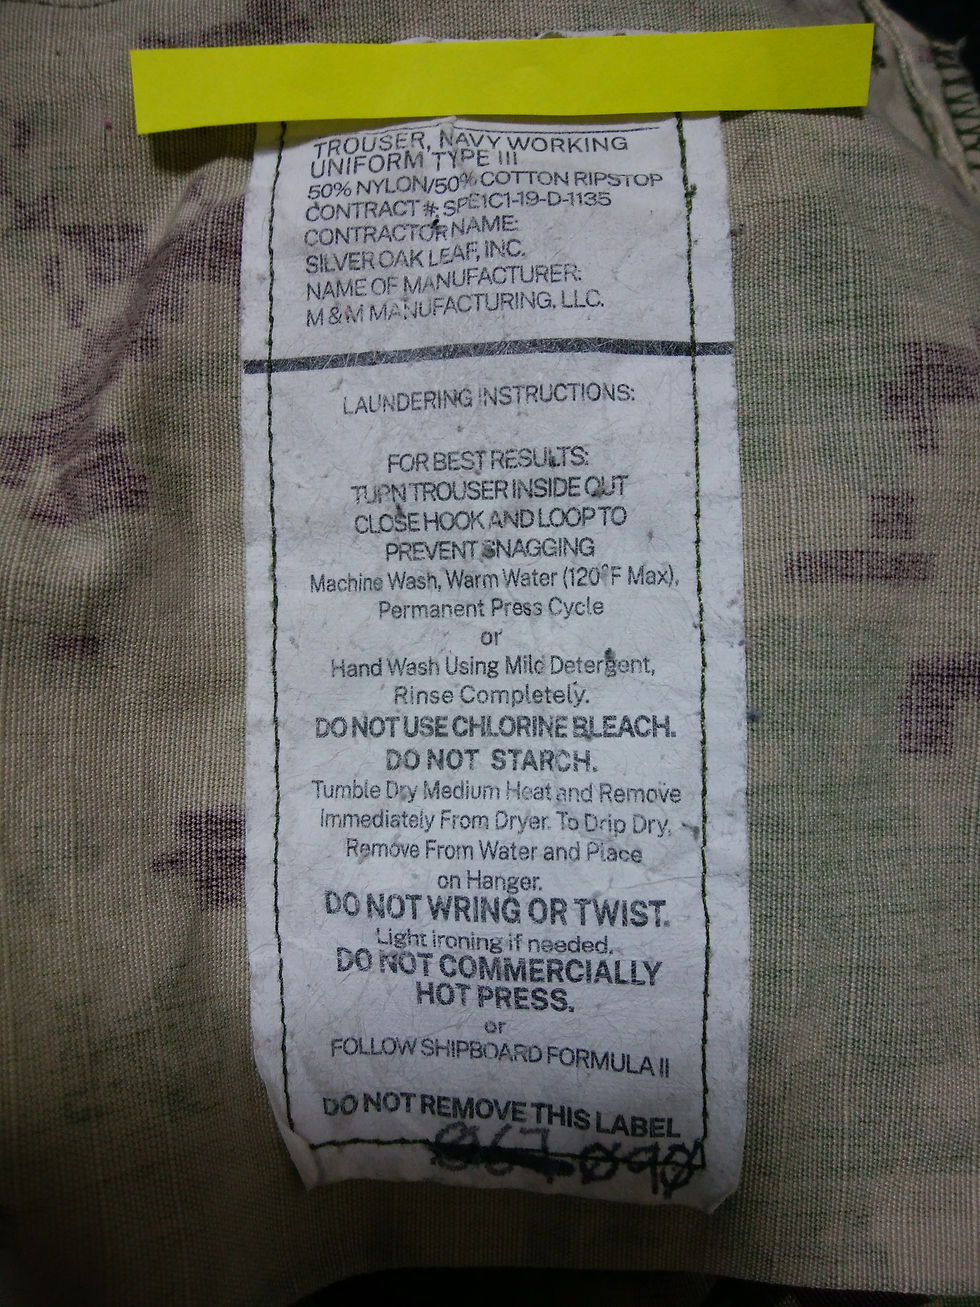 TROUSER, NAVY WORKING
UNIFORM TYPE III
50% NYLON/50% COTTON RIPSTOP
CONTRACT #: SPE1C1-19-D-1135
CONTRACTOR NAME:
SILVER OAK LEAF, INC.
NAME OF MANUFACTURER:
M & M MANUFACTURING, LLC.
LAUNDERING INSTRUCTIONS:
FOR BEST RESULTS:
TURN TROUSER INSIDE OUT
CLOSE HOOK AND LOOP TO
PREVENT SNAGGING
Machine Wash, Warm Water (120°F Max),
Permanent Press Cycle
or
Hand Wash Using Mild Detergent,
Rinse Completely.
DO NOT USE CHLORINE BLEACH.
DO NOT STARCH.
Tumble Dry Medium Heat and Remove
Immediately From Dryer. To Drip Dry,
Remove From Water and Place
on Hanger.
DO NOT WRING OR TWIST.
Light ironing if needed.
DO NOT COMMERCIALLY
HOT PRESS.
or
FOLLOW SHIPBOARD FORMULA II
DO NOT REMOVE THIS LABEL